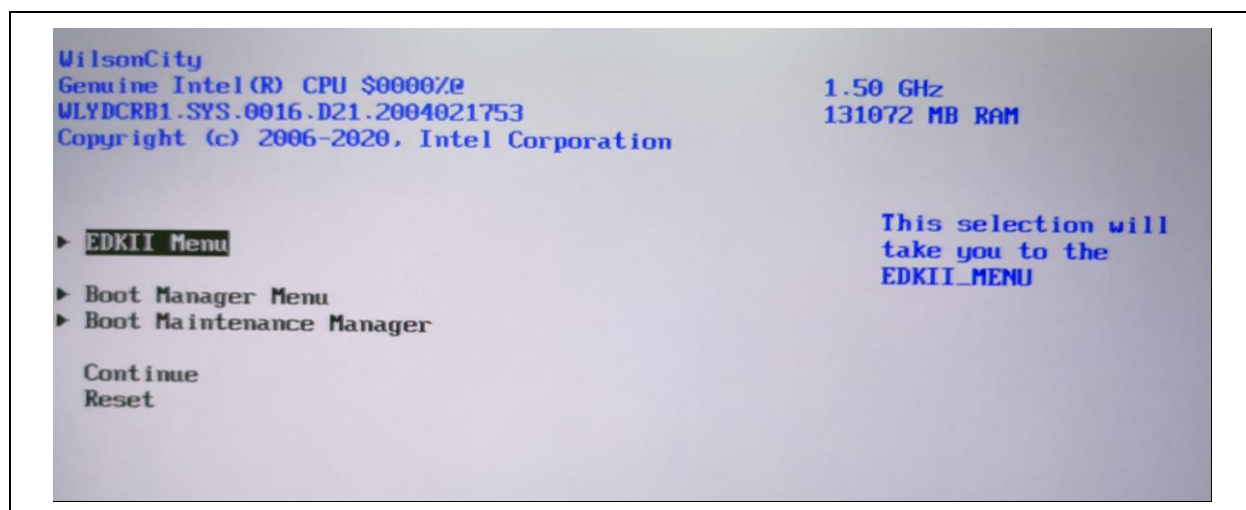 WilsonCity
Genuine Intel(R) CPU $0000%@
1.50 GHz
WLYDCRB1.SYS.0016.D21.2004021753
131072 MB RAM
Copyright (c) 2006-2020, Intel Corporation
EDKII Menu
Boot Manager Menu
Boot Maintenance Manager
Continue
Reset
This selection will
take you to the
EDKII_MENU